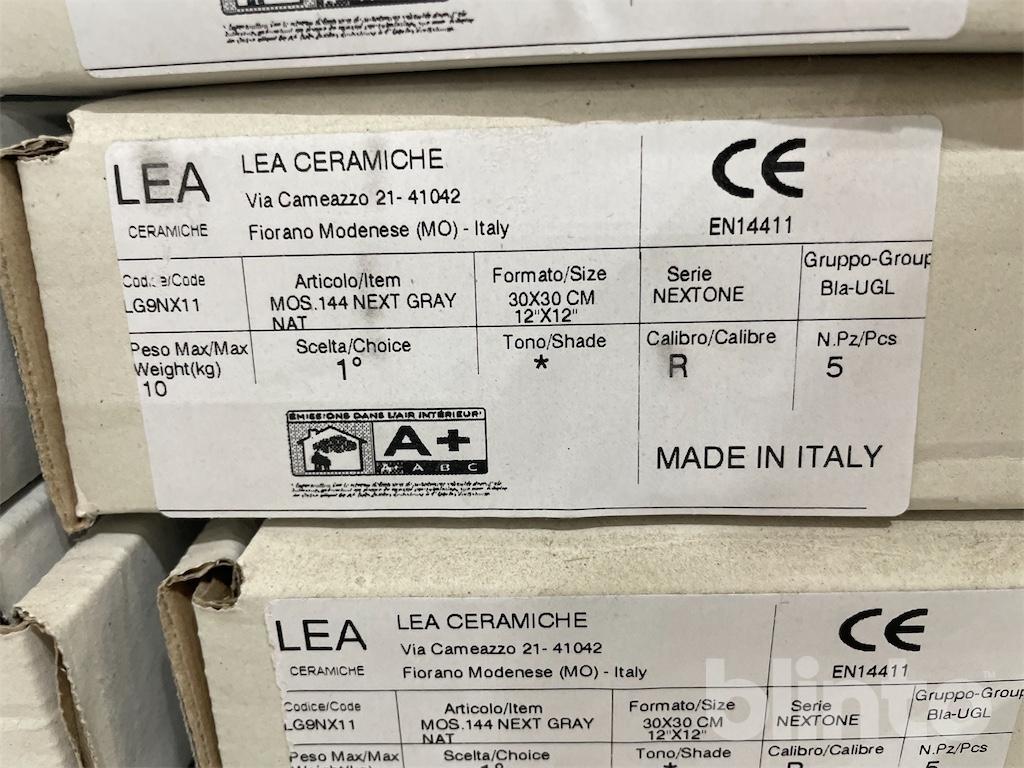 LEA
CERAMICHE
LEA CERAMICHE
Via Cameazzo 21- 41042
Fiorano Modenese (MO) - Italy
CE
EN14411
Codice/Code
LG9NX11
Articolo/Item
MOS.144 NEXT GRAY
NAT
Formato/Size
30X30 CM
12"X12"
Serie
NEXTONE
Gruppo-Group
BIa-UGL
Peso Max/Max
Weight(kg)
10
Scelta/Choice
1°
Tono/Shade
*
Calibro/Calibre
R
N.Pz/Pcs
5
ÉMISSIONS DANS L'AIR INTÉRIEUR*
A+
A+ A B C
MADE IN ITALY
LEA
CERAMICHE
LEA CERAMICHE
Via Cameazzo 21- 41042
Fiorano Modenese (MO) - Italy
CE
EN14411
Codice/Code
LG9NX11
Articolo/Item
MOS.144 NEXT GRAY
NAT
Formato/Size
30X30 CM
12"X12"
Serie
NEXTONE
Gruppo-Group
BIa-UGL
Peso Max/Max
Scelta/Choice
Tono/Shade
Calibro/Calibre
N.Pz/Pcs
blinto